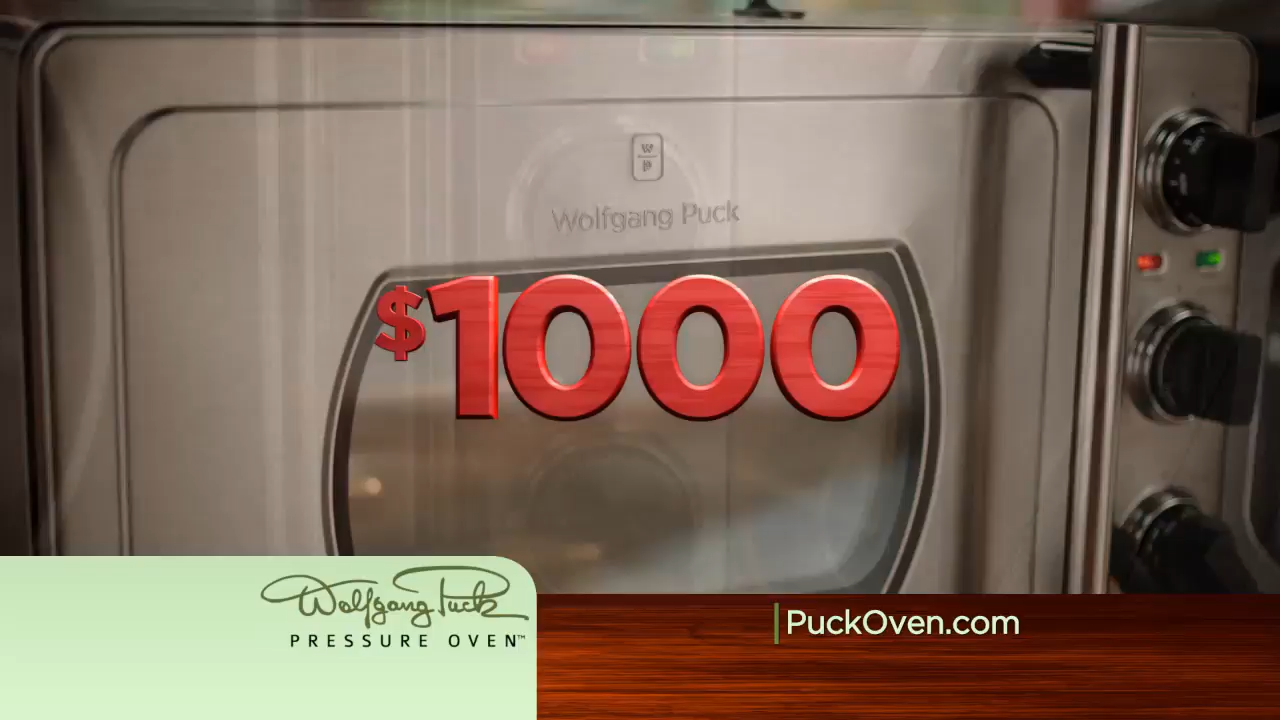 W
P
Wolfgang Puck
$1000
Wolfgang Puck
PRESSURE OVEN™
PuckOven.com